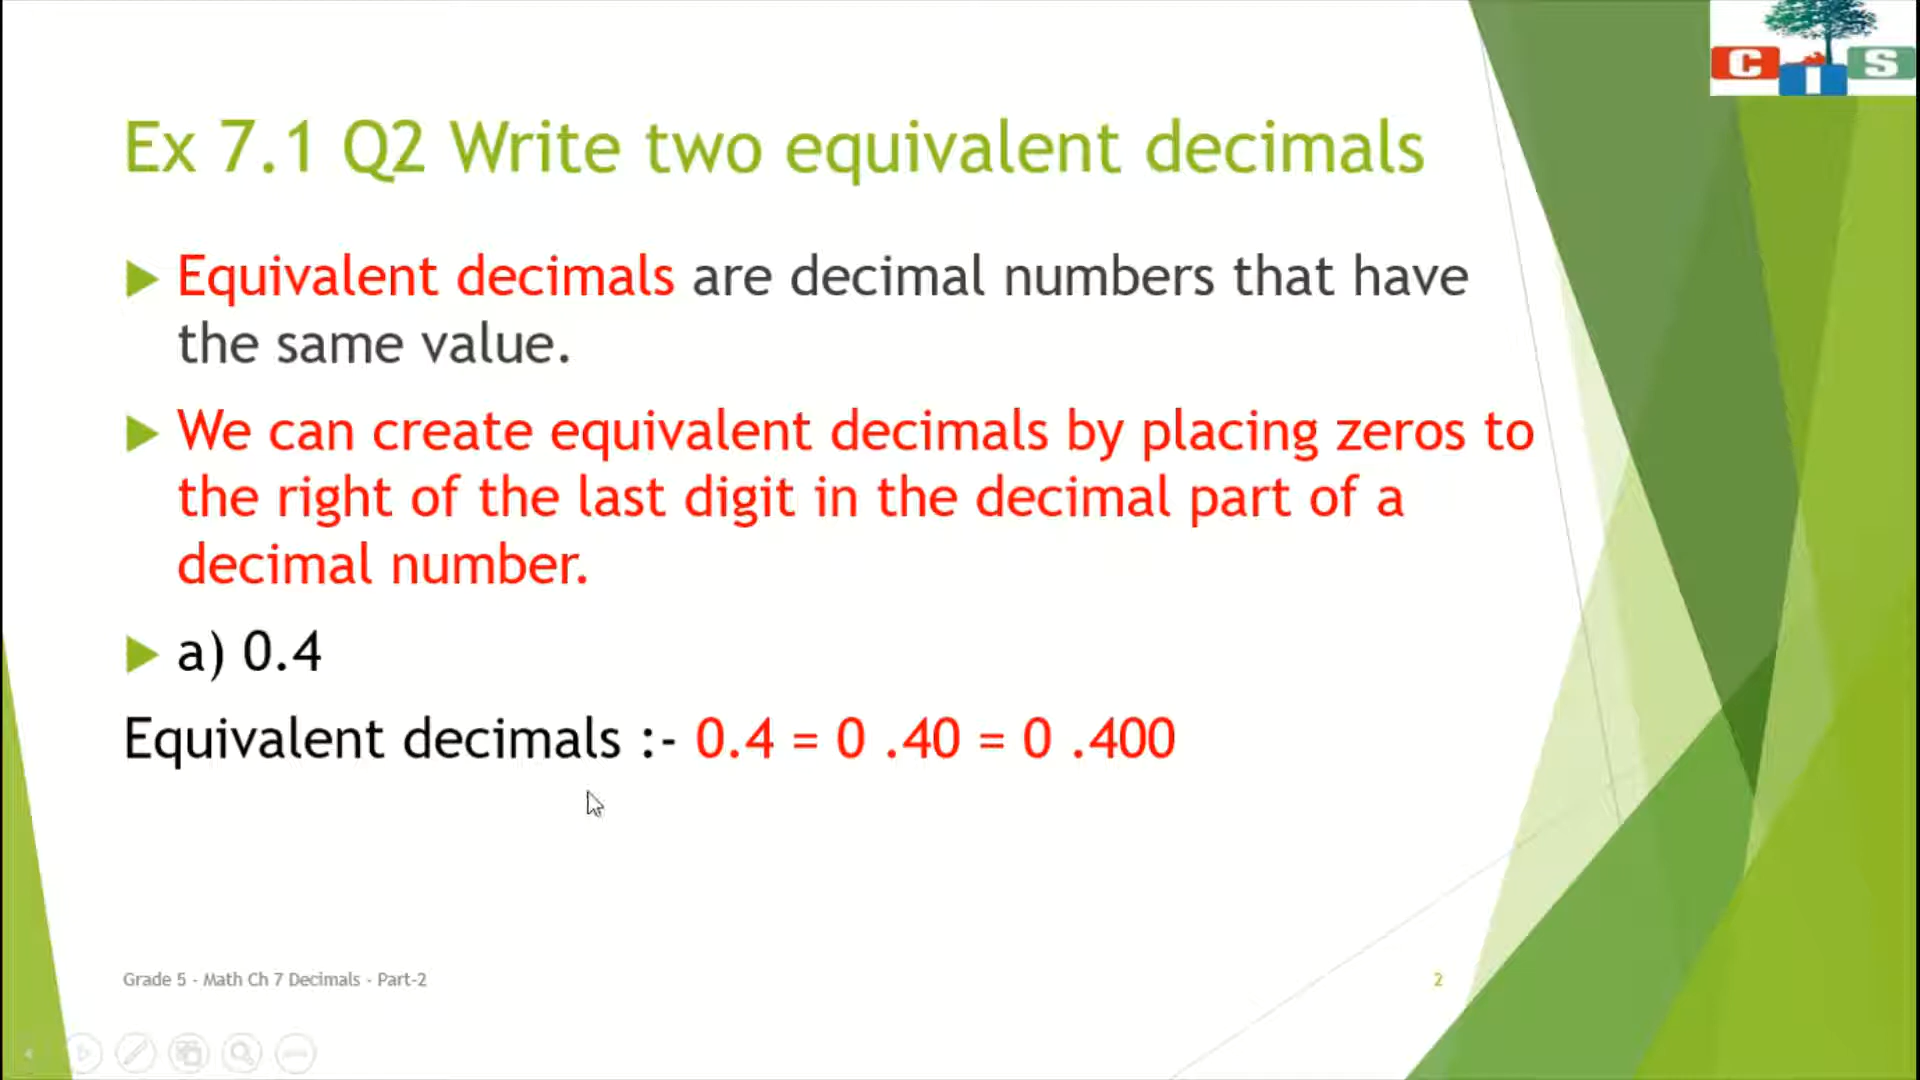 C I S
Ex 7.1 Q2 Write two equivalent decimals
Equivalent decimals are decimal numbers that have
the same value.
We can create equivalent decimals by placing zeros to
the right of the last digit in the decimal part of a
decimal number.
a) 0.4
Equivalent decimals :- 0.4 = 0 .40 = 0 .400
Grade 5 - Math Ch 7 Decimals - Part-2
2